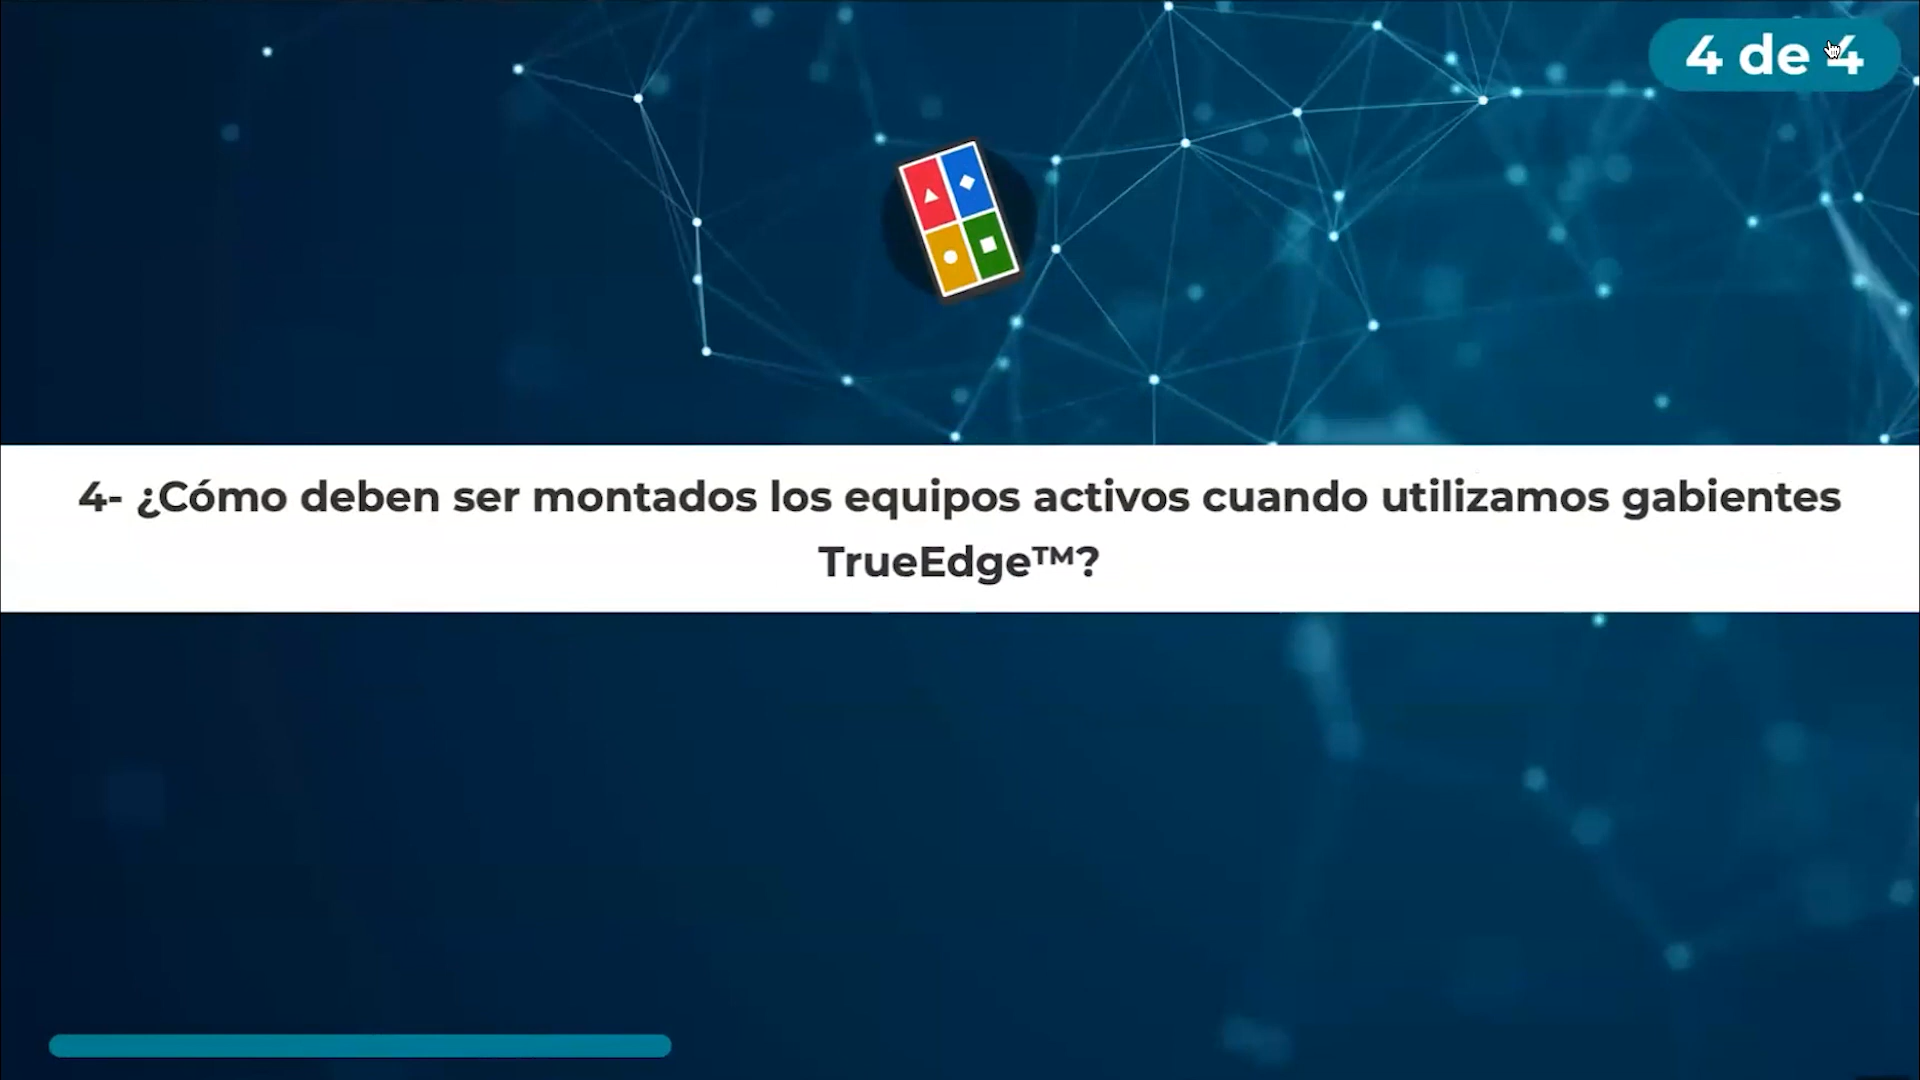 4 de 4
4- ¿Cómo deben ser montados los equipos activos cuando utilizamos gabientes
TrueEdge™?